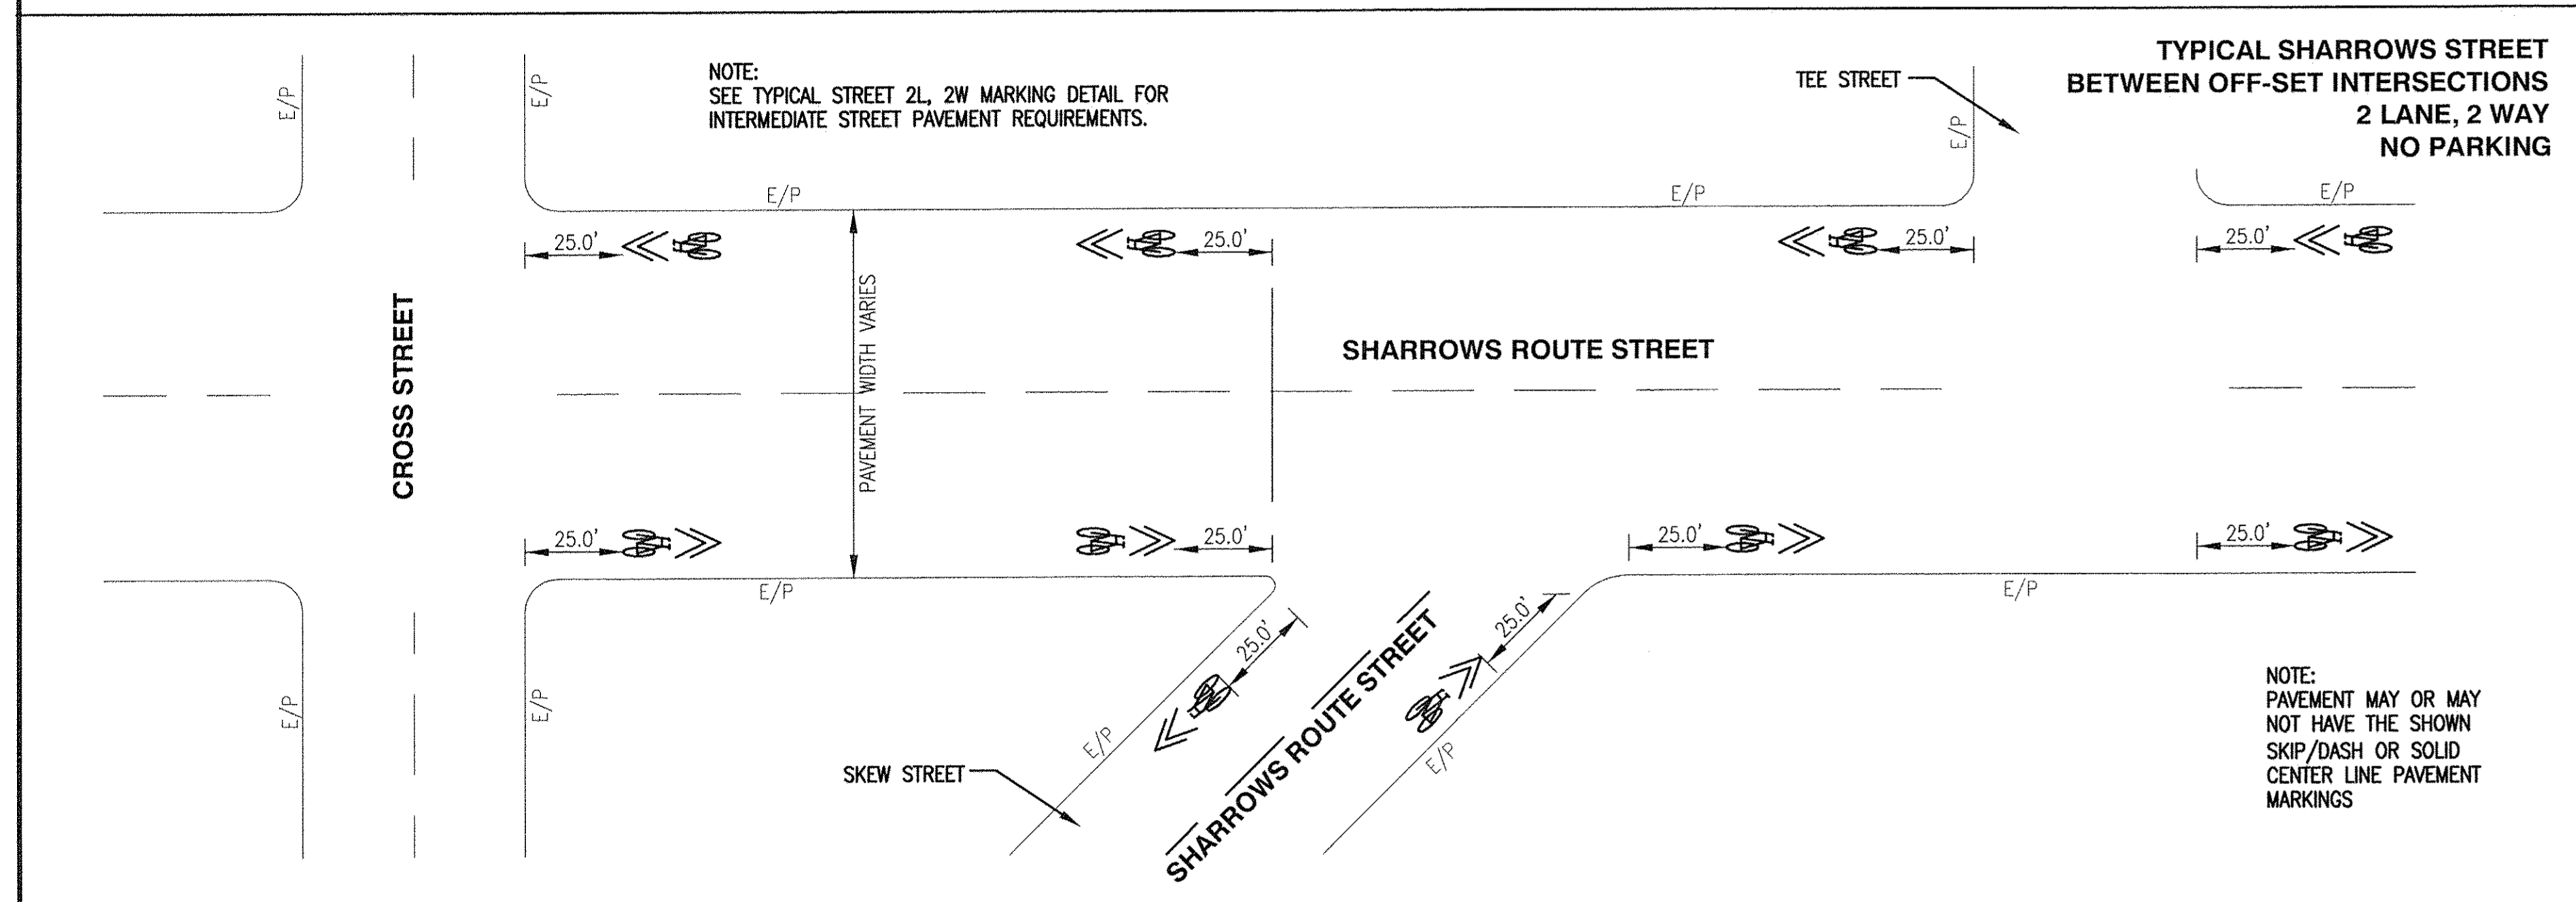 TYPICAL SHARROWS STREET
BETWEEN OFF-SET INTERSECTIONS
2 LANE, 2 WAY
NO PARKING
NOTE:
SEE TYPICAL STREET 2L, 2W MARKING DETAIL FOR
INTERMEDIATE STREET PAVEMENT REQUIREMENTS.
TEE STREET
E/P
E/P
E/P
E/P
E/P
E/P
25.0'
25.0'
25.0'
25.0'
CROSS STREET
PAVEMENT WIDTH VARIES
SHARROWS ROUTE STREET
25.0'
25.0'
25.0'
25.0'
E/P
E/P
25.0'
25.0'
E/P
E/P
E/P
E/P
SHARROWS ROUTE STREET
SKEW STREET
NOTE:
PAVEMENT MAY OR MAY
NOT HAVE THE SHOWN
SKIP/DASH OR SOLID
CENTER LINE PAVEMENT
MARKINGS